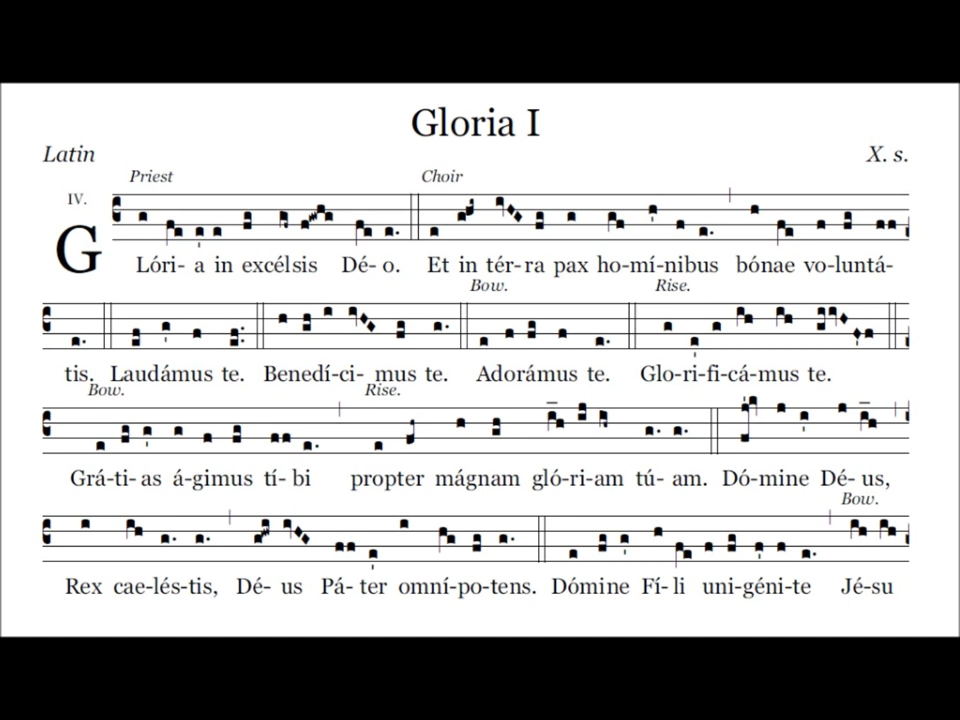 Gloria I
Latin
X. s.
Priest
Choir
IV.
GLóri- a in excélsis Dé- o. Et in tér- ra pax ho-mí-nibus bónae vo-luntá-
Bow.
Rise.
tis. Laudámus te. Benedí-ci- mus te. Adorámus te. Glo-ri-fi-cá-mus te.
Bow.
Rise.
Grá-ti- as á-gimus tí- bi propter mágnam gló-ri-am tú- am. Dó-mine Dé- us,
Bow.
Rex cae-lés-tis, Dé- us Pá- ter omní-po-tens. Dómine Fí- li uni-géni-te Jé-su